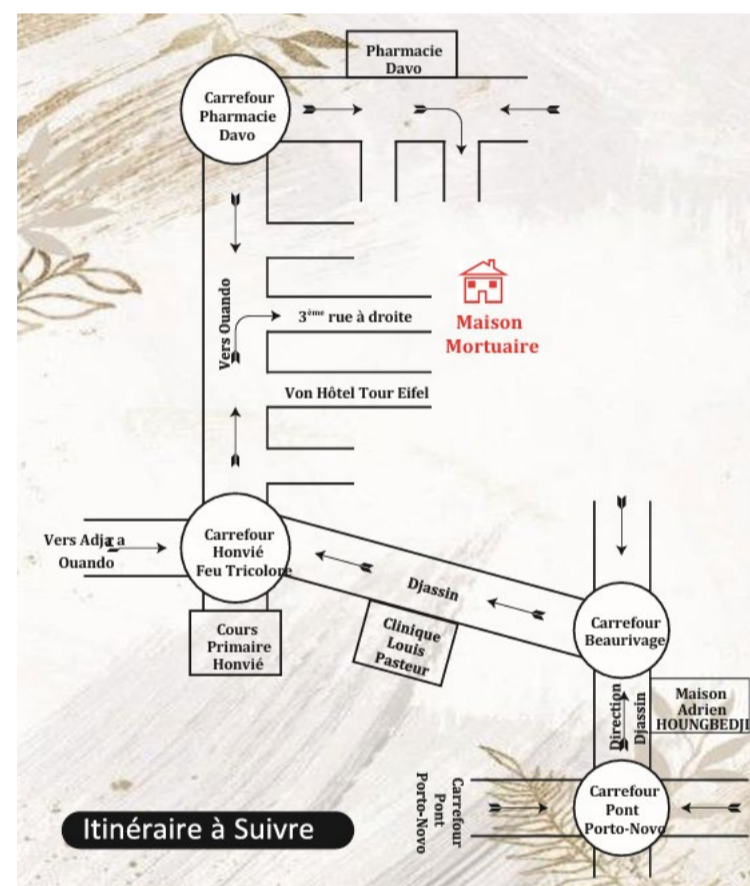 Pharmacie
Davo
Carrefour
Pharmacie
Davo
Vers Ouando
3ème rue à droite
Maison
Mortuaire
Von Hôtel Tour Eifel
Vers Adjara
Ouando
Carrefour
Honvié
Feu Tricolore
Djassin
Clinique
Louis
Pasteur
Cours
Primaire
Honvié
Carrefour
Beaurivage
Direction
Djassin
Maison
Adrien
HOUNGBEDJI
Carrefour
Pont
Porto-Novo
Carrefour
Pont
Porto-Novo
Itinéraire à Suivre